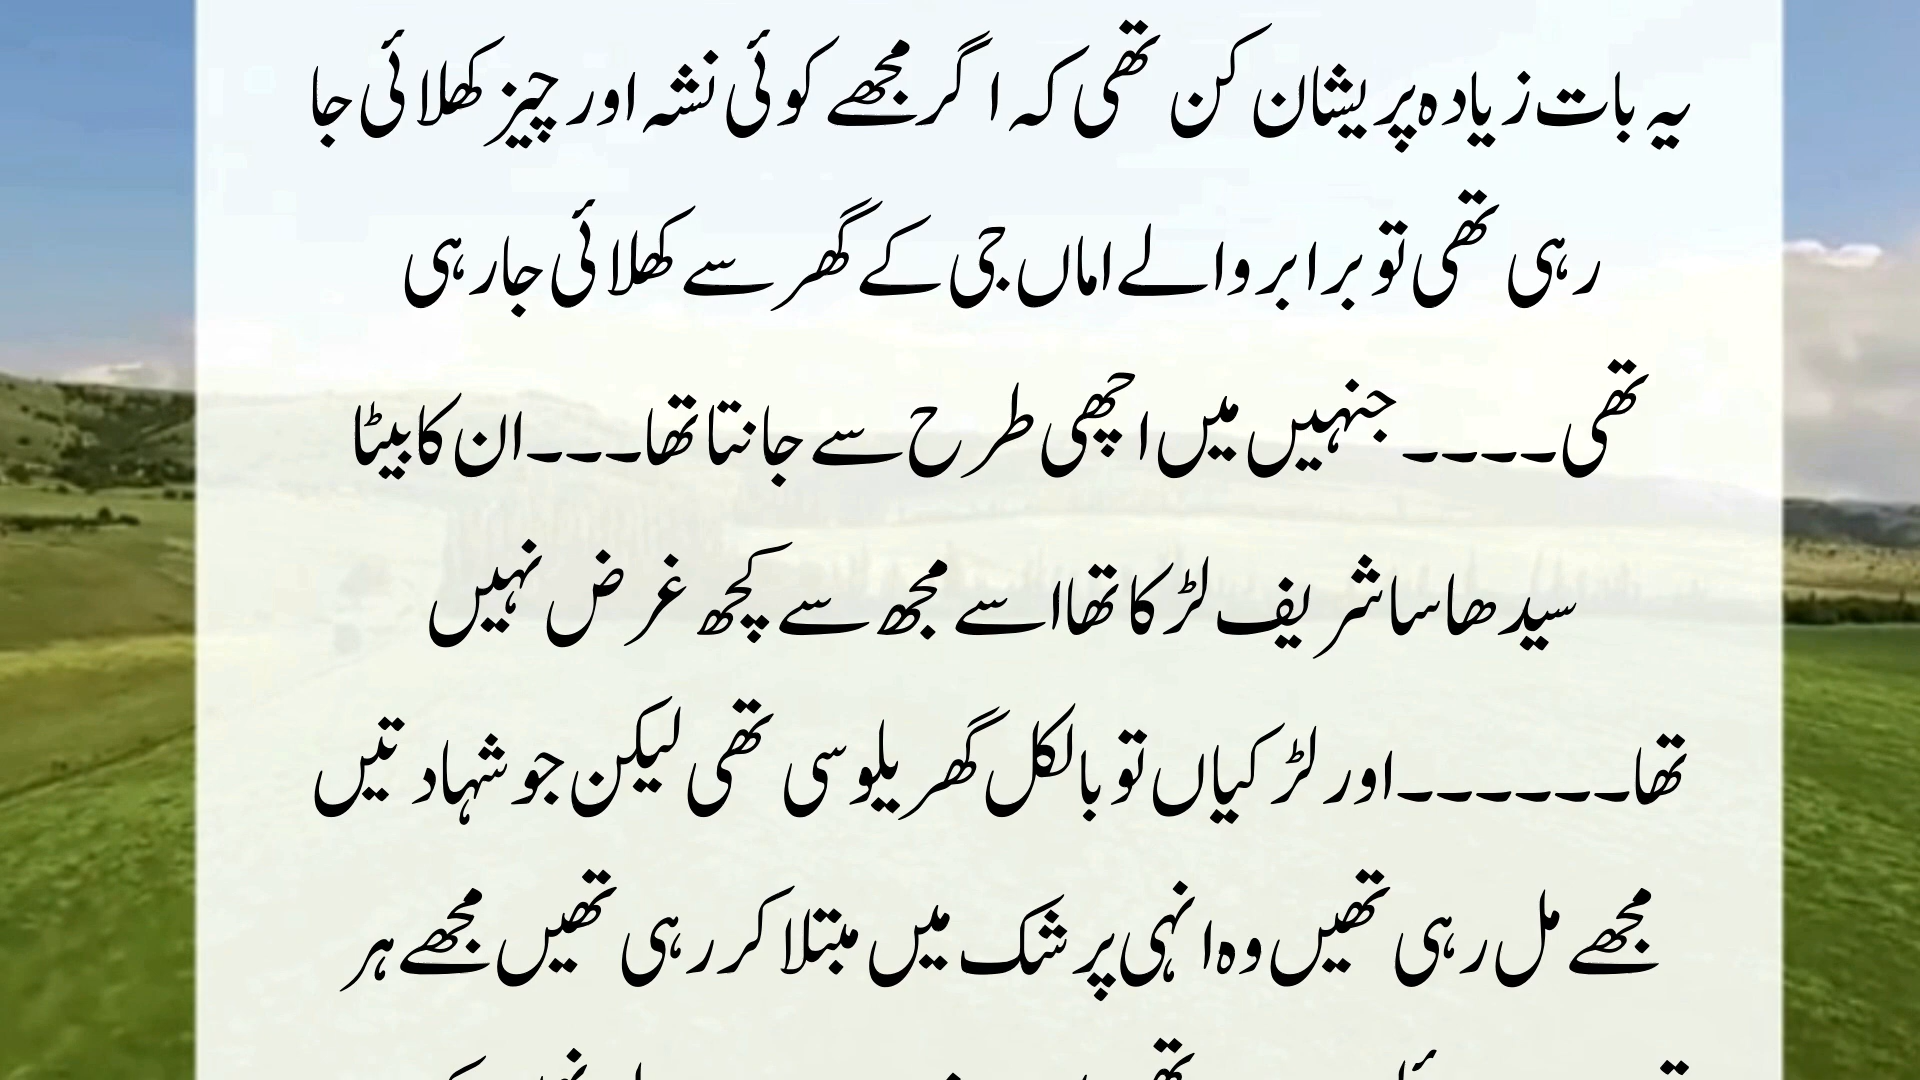 یہ بات زیادہ پریشان کن تھی کہ اگر مجھے کوئی نشہ اور چیز کھلائی جا
رہی تھی تو برابر والے اماں جی کے گھر سے کھلائی جا رہی
تھی۔۔۔۔ جنہیں میں اچھی طرح سے جانتا تھا۔۔۔ان کا بیٹا
سیدھا سا شریف لڑکا تھا اسے مجھ سے کچھ غرض نہیں
تھا۔۔۔۔۔۔اور لڑکیاں تو بالکل گھریلو سی تھی لیکن جو شہادتیں
مجھے مل رہی تھیں وہ انہی پر شک میں مبتلا کر رہی تھیں مجھے ہر